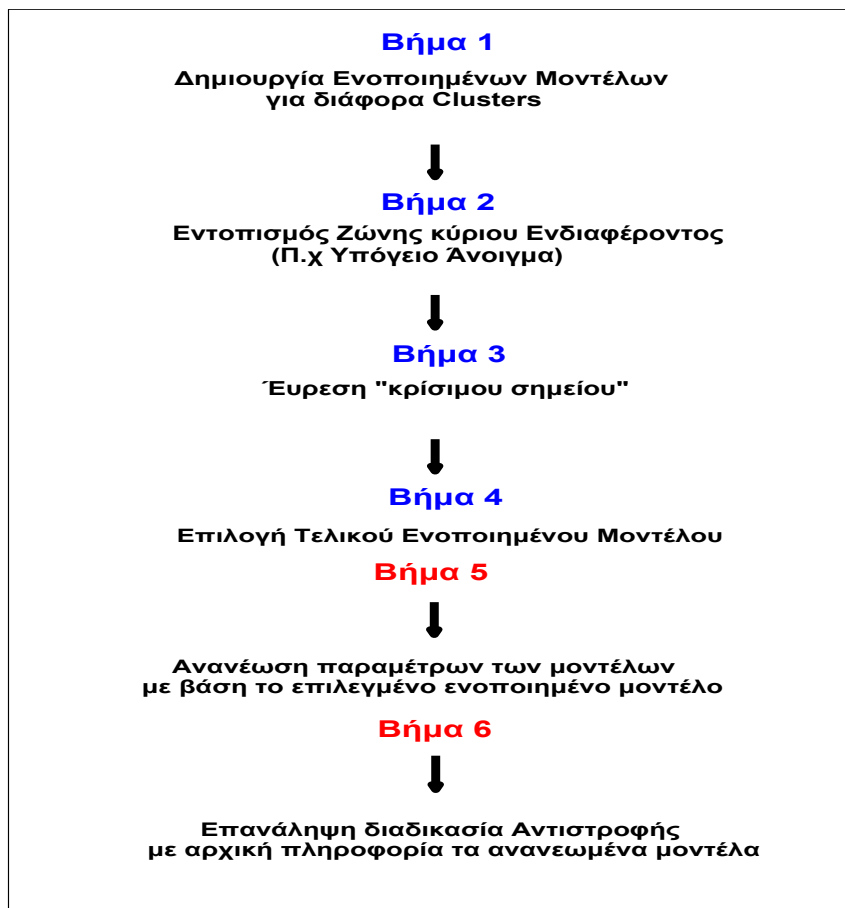 Βήμα 1
Δημιουργία Ενοποιημένων Μοντέλων
για διάφορα Clusters
Βήμα 2
Εντοπισμός Ζώνης κύριου Ενδιαφέροντος
(Π.χ Υπόγειο Άνοιγμα)
Βήμα 3
Έυρεση "κρίσιμου σημείου"
Βήμα 4
Επιλογή Τελικού Ενοποιημένου Μοντέλου
Βήμα 5
Ανανέωση παραμέτρων των μοντέλων
με βάση το επιλεγμένο ενοποιημένο μοντέλο
Βήμα 6
Επανάληψη διαδικασία Αντιστροφής
με αρχική πληροφορία τα ανανεωμένα μοντέλα